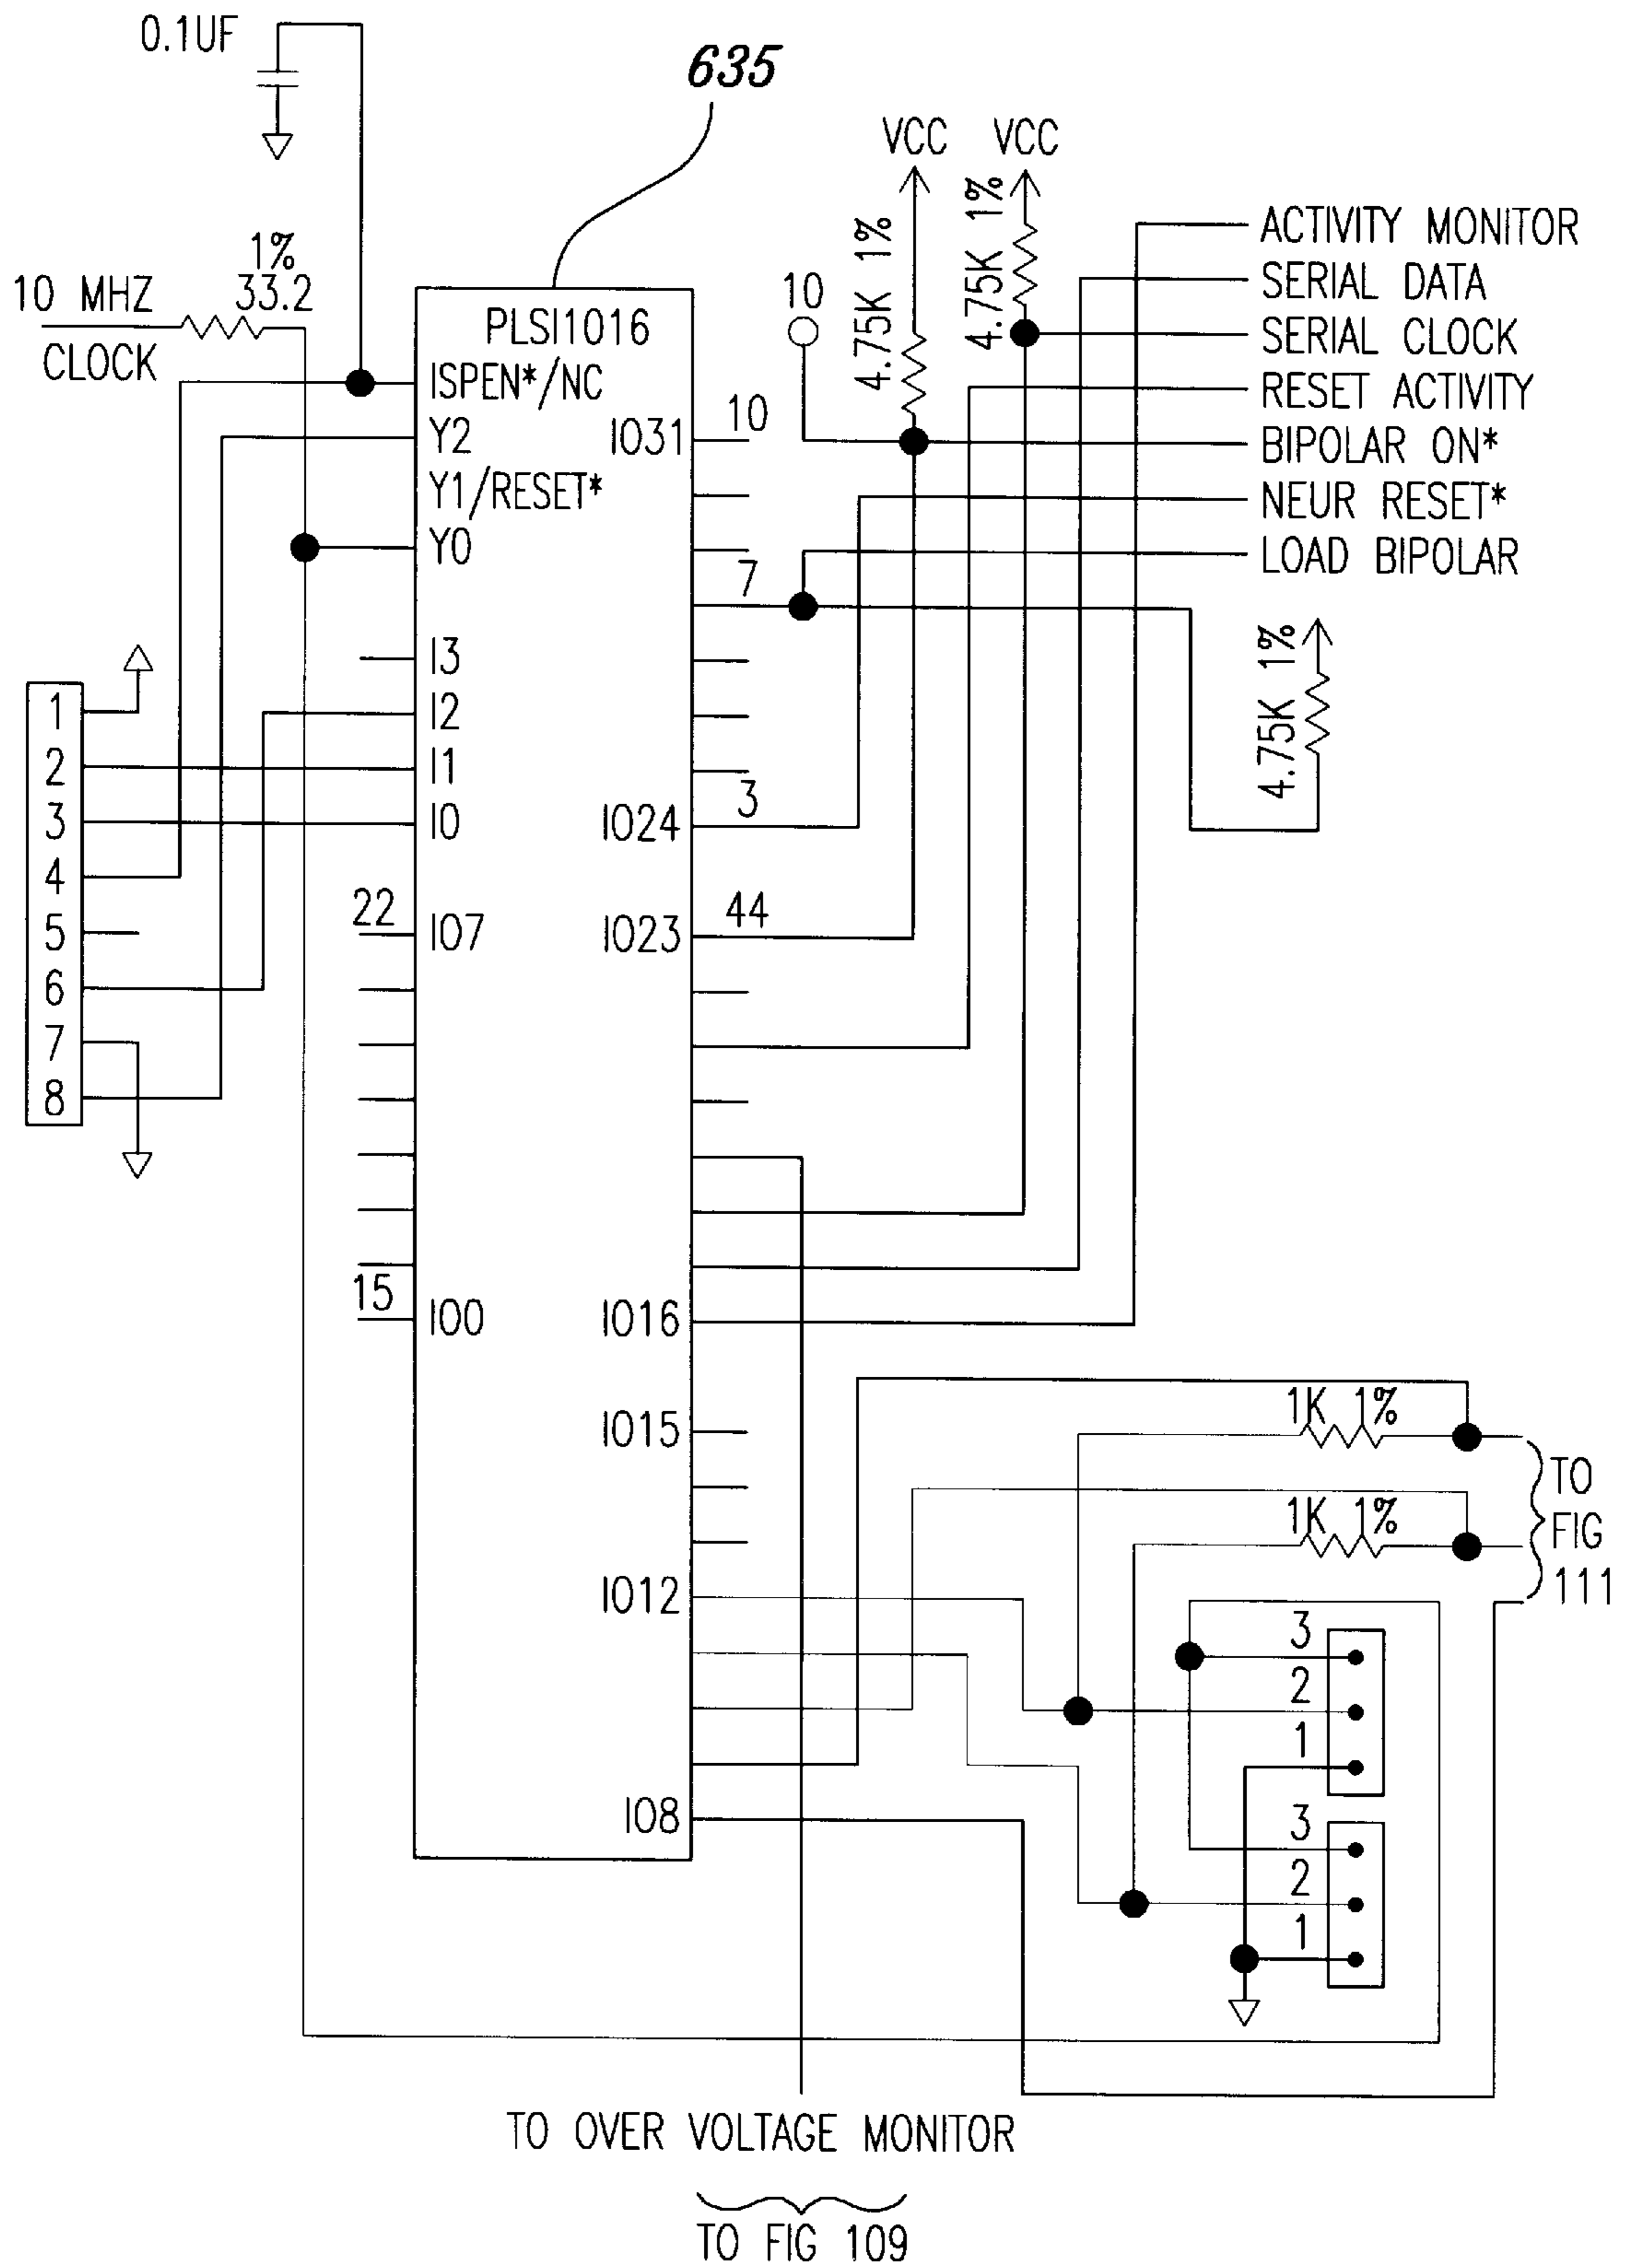 0.1UF
635
VCC VCC
4.75K 1%
4.75K 1%
1%
33.2
10 MHZ
CLOCK
10
ACTIVITY MONITOR
SERIAL DATA
SERIAL CLOCK
RESET ACTIVITY
BIPOLAR ON*
NEUR RESET*
LOAD BIPOLAR
PLSI1016
ISPEN*/NC
Y2
Y1/RESET*
Y0
I3
I2
I1
I0
IO7
IO0
22
15
IO31
10
7
IO24
3
IO23
44
IO16
IO15
IO12
IO8
4.75K 1%
1
2
3
4
5
6
7
8
1K 1%
1K 1%
TO
FIG
111
3
2
1
3
2
1
TO OVER VOLTAGE MONITOR
TO FIG 109